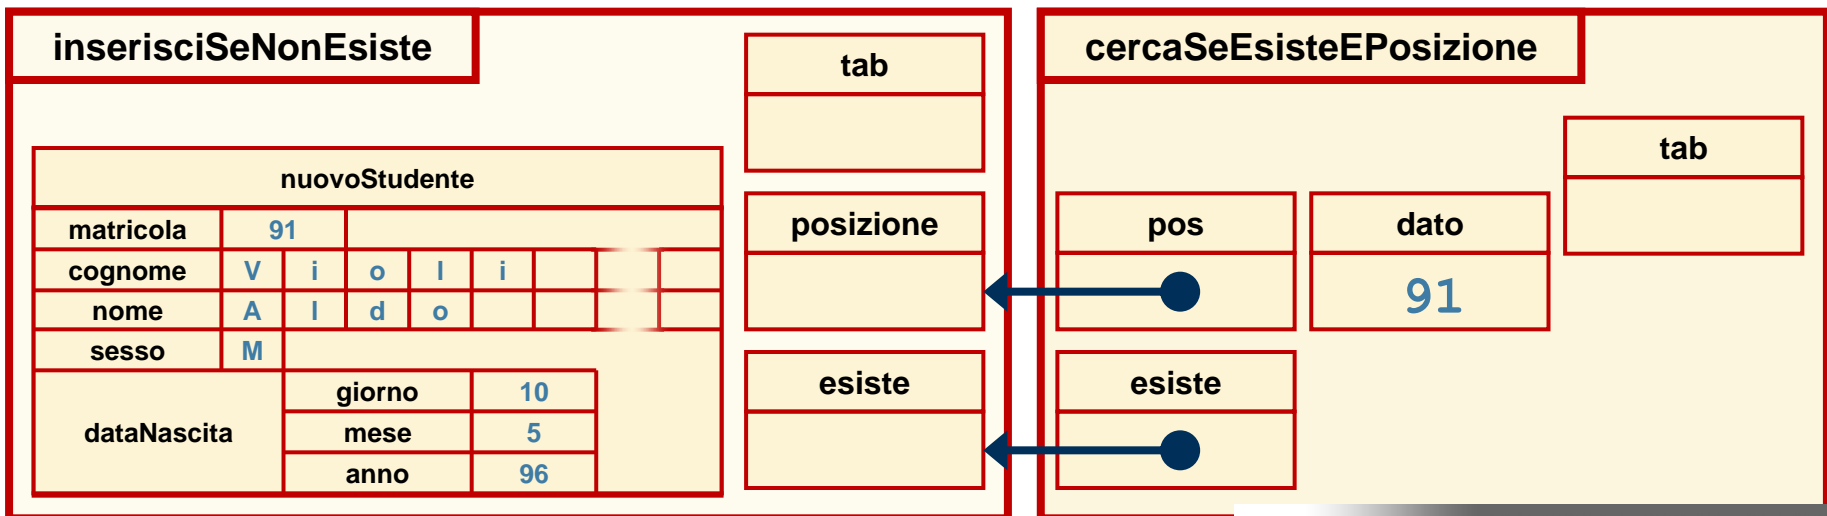 inserisciSeNonEsiste
tab
nuovoStudente
matricola 91
cognome V i o l i
nome A l d o
sesso M
dataNascita
giorno 10
mese 5
anno 96
posizione
esiste
cercaSeEsisteEPosizione
tab
pos
dato
91
esiste